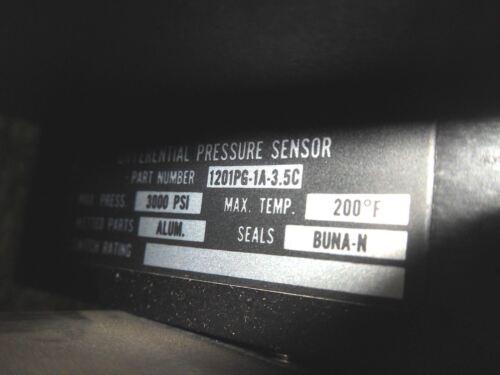 DIFFERENTIAL PRESSURE SENSOR
PART NUMBER 1201PG-1A-3.5C
MAX. PRESS. 3000 PSI MAX. TEMP. 200°F
WETTED PARTS ALUM. SEALS BUNA-N
SWITCH RATING